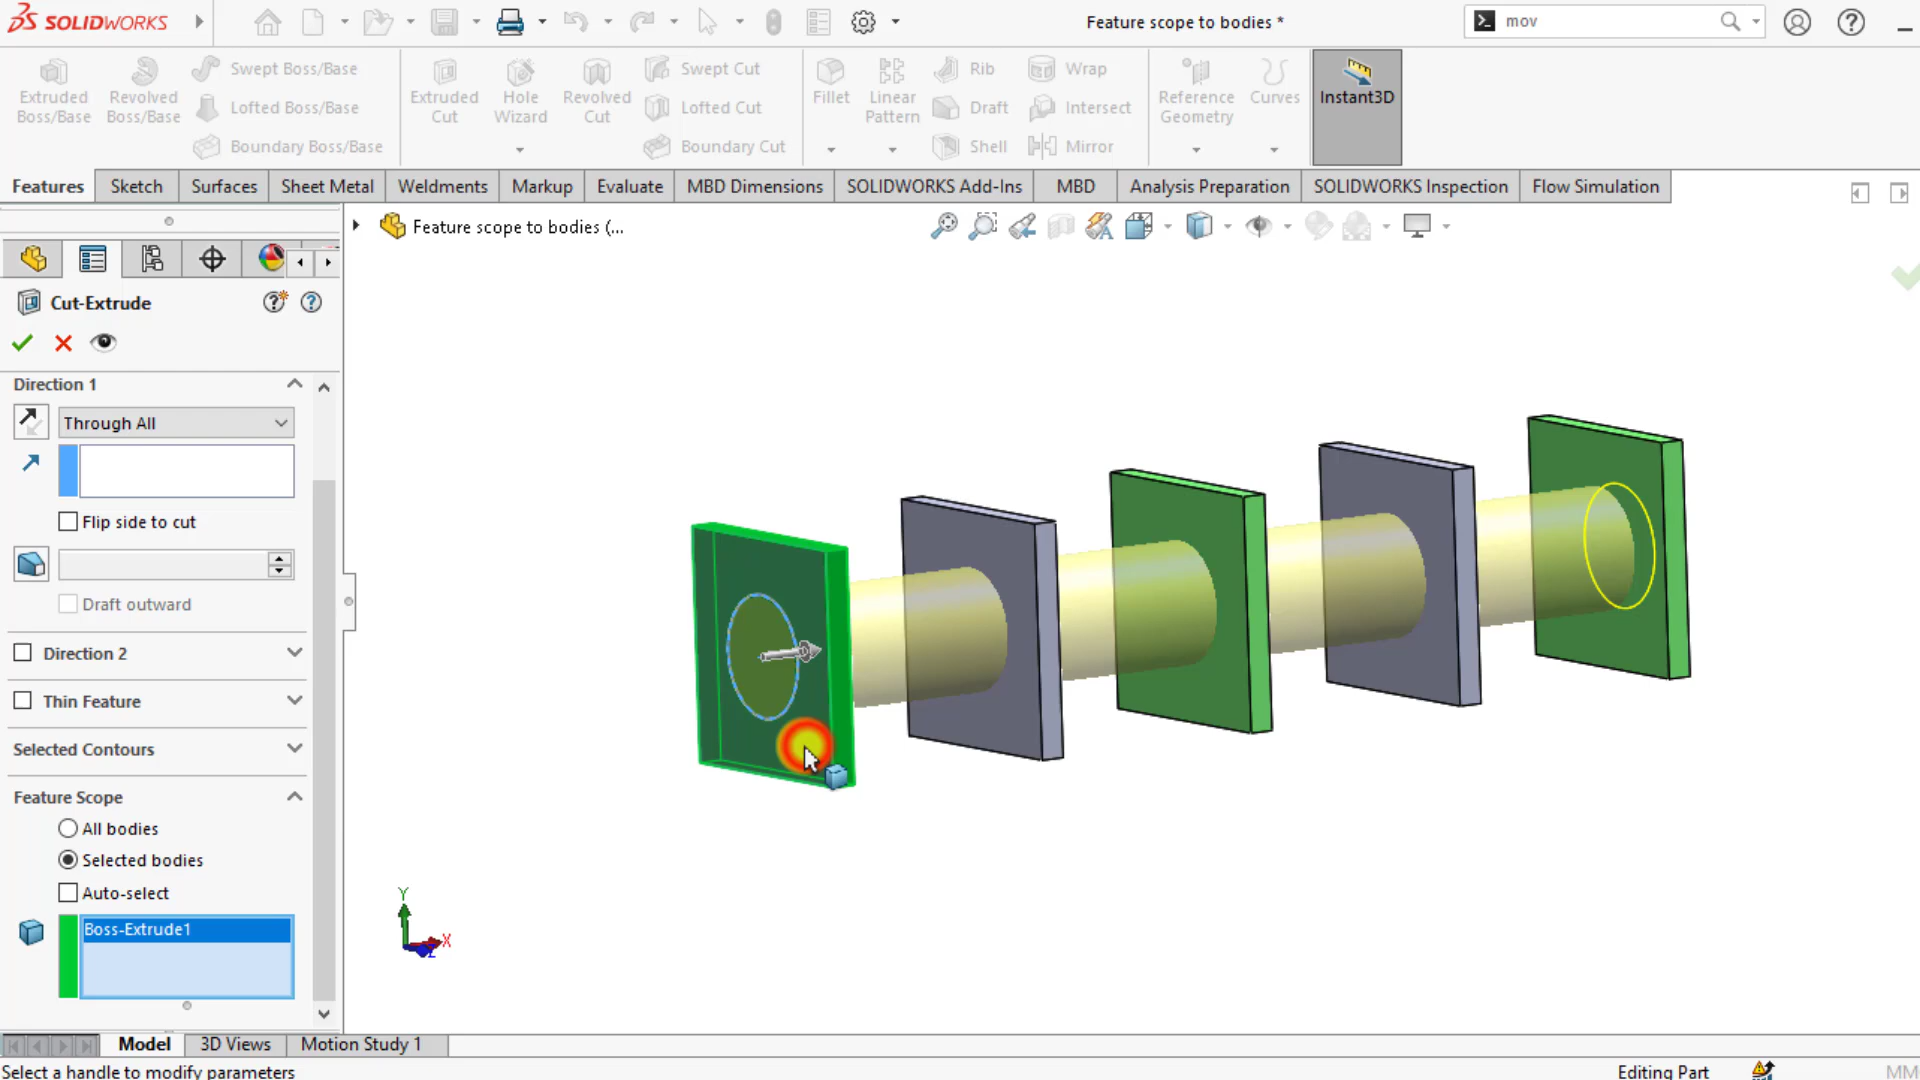 SOLIDWORKS
Feature scope to bodies *
mov
Extruded Boss/Base
Revolved Boss/Base
Swept Boss/Base
Lofted Boss/Base
Boundary Boss/Base
Extruded Cut
Hole Wizard
Revolved Cut
Swept Cut
Lofted Cut
Boundary Cut
Fillet
Linear Pattern
Rib
Draft
Shell
Wrap
Intersect
Mirror
Reference Geometry
Curves
Instant3D
Features
Sketch
Surfaces
Sheet Metal
Weldments
Markup
Evaluate
MBD Dimensions
SOLIDWORKS Add-Ins
MBD
Analysis Preparation
SOLIDWORKS Inspection
Flow Simulation
Feature scope to bodies (...
Cut-Extrude
Direction 1
Through All
Flip side to cut
Draft outward
Direction 2
Thin Feature
Selected Contours
Feature Scope
All bodies
Selected bodies
Auto-select
Boss-Extrude1
Y
X
Z
Model
3D Views
Motion Study 1
Select a handle to modify parameters
Editing Part
MM